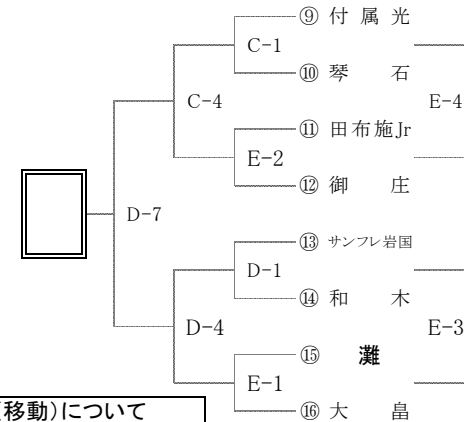 ⑨ 付属光
C-1
⑩ 琴石
C-4
E-4
⑪ 田布施Jr
E-2
⑫ 御庄
D-7
⑬ サンフレ岩国
D-1
⑭ 和木
D-4
E-3
⑮ 灘
E-1
⑯ 大畠
(移動)について